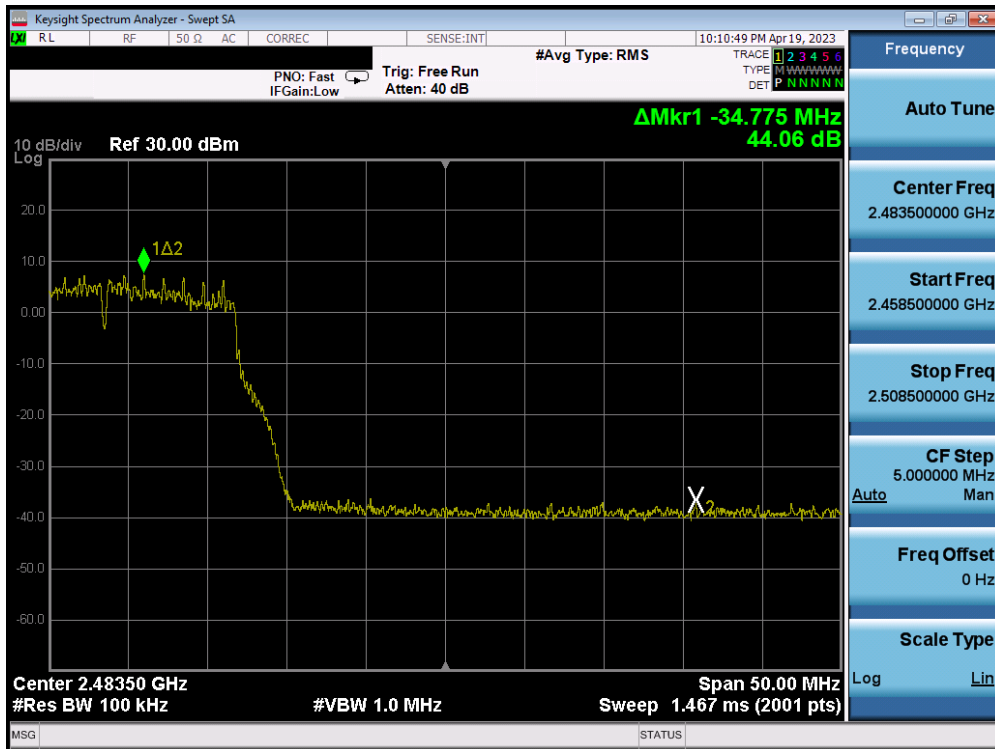 Keysight Spectrum Analyzer - Swept SA
LXI RL RF 50 Ω AC CORREC SENSE:INT 10:10:49 PM Apr 19, 2023
PNO: Fast
IFGain:Low
Trig: Free Run
Atten: 40 dB
#Avg Type: RMS
TRACE 1 2 3 4 5 6
TYPE M W W W W W
DET P N N N N N
ΔMkr1 -34.775 MHz
44.06 dB
10 dB/div
Log
Ref 30.00 dBm
20.0
10.0
0.00
-10.0
-20.0
-30.0
-40.0
-50.0
-60.0
1Δ2
X2
Center 2.48350 GHz
Span 50.00 MHz
#Res BW 100 kHz
#VBW 1.0 MHz
Sweep 1.467 ms (2001 pts)
MSG
STATUS
Frequency
Auto Tune
Center Freq
2.483500000 GHz
Start Freq
2.458500000 GHz
Stop Freq
2.508500000 GHz
CF Step
5.000000 MHz
Auto Man
Freq Offset
0 Hz
Scale Type
Log Lin